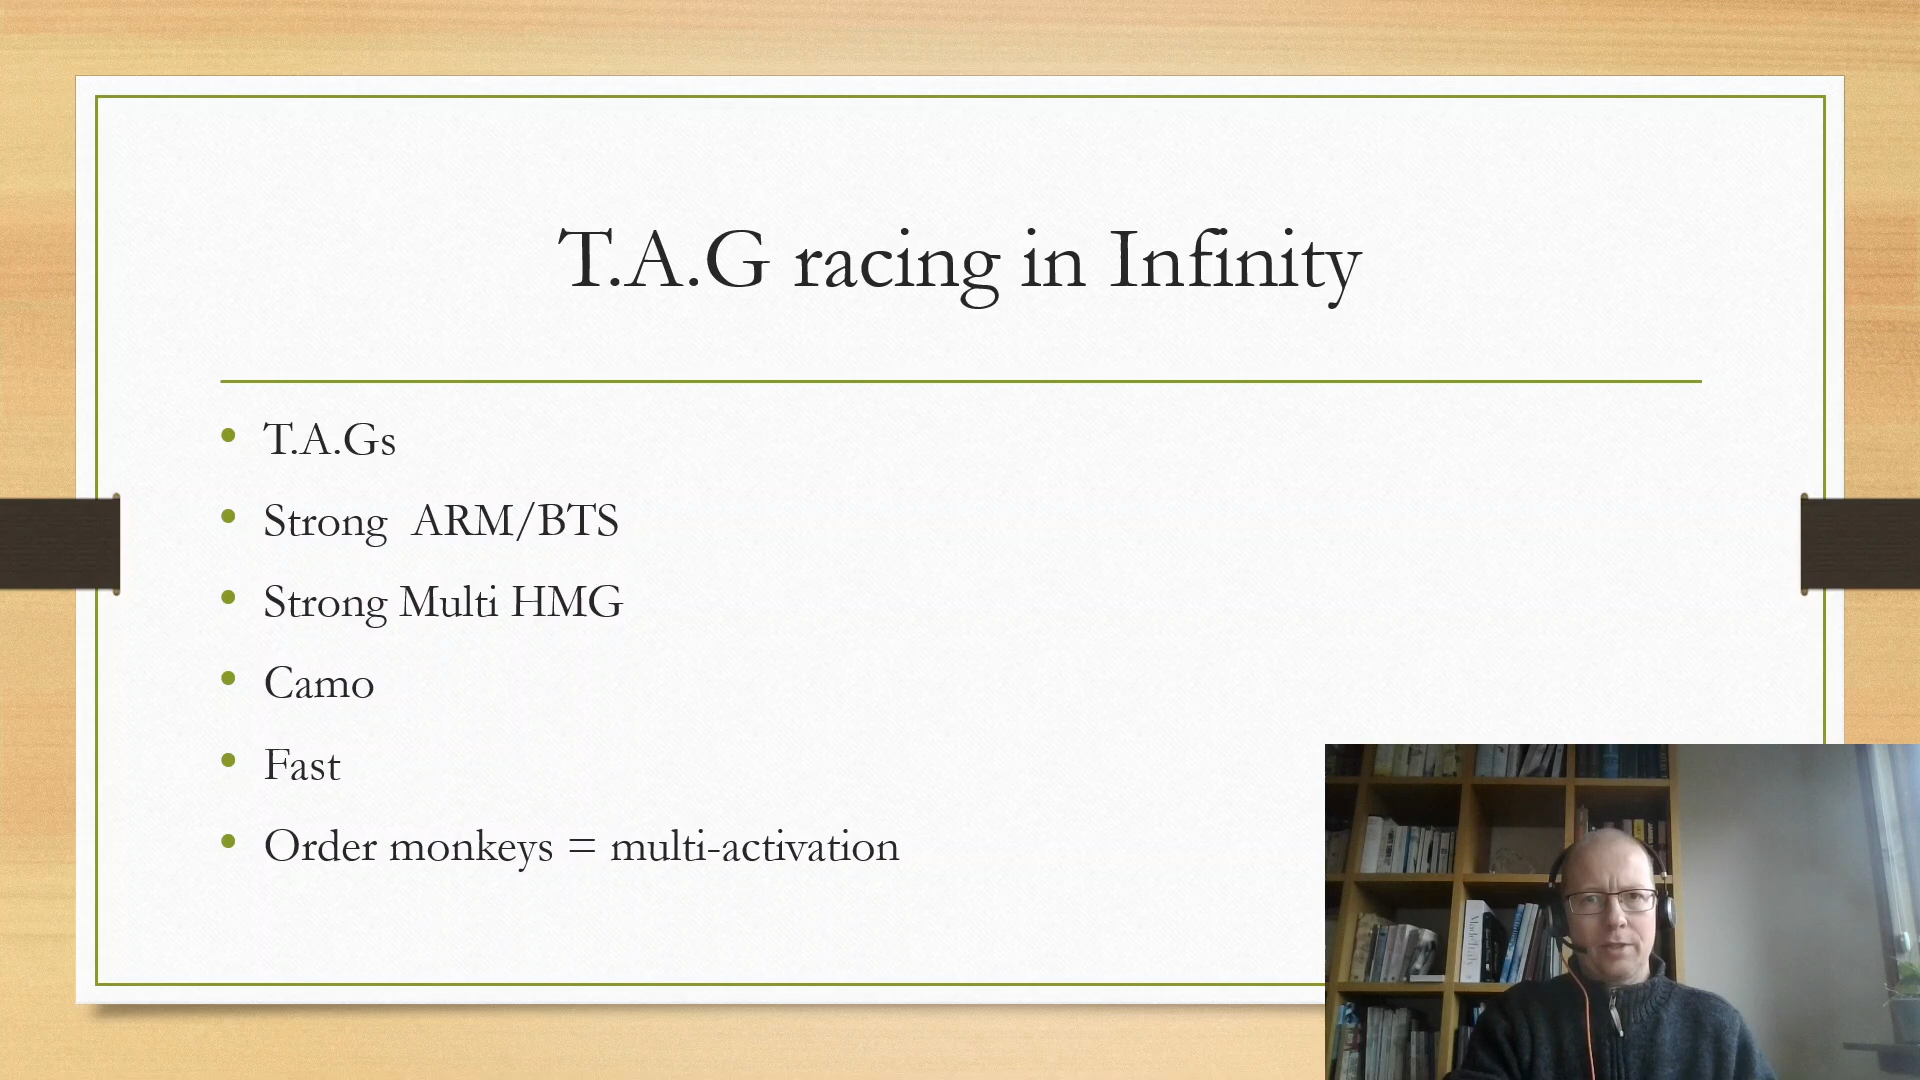 T.A.G racing in Infinity
T.A.Gs
Strong  ARM/BTS
Strong Multi HMG
Camo
Fast
Order monkeys = multi-activation